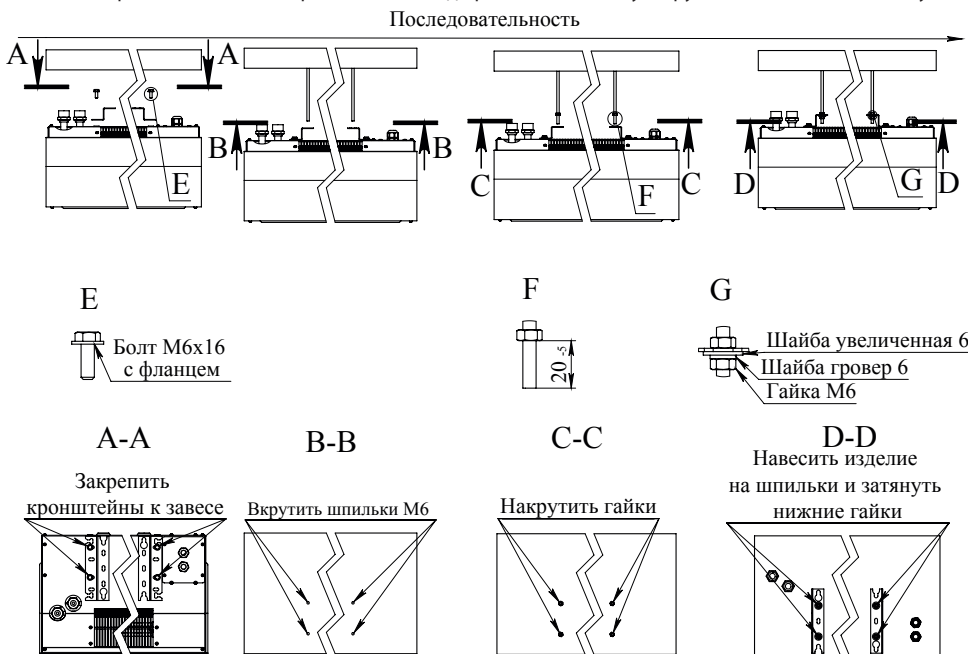 Последовательность
A A
B B
C C
D D
E
F
G
E
Болт М6х16
с фланцем
F
20 -5
G
Шайба увеличенная 6
Шайба гровер 6
Гайка М6
A-A
Закрепить
кронштейны к завесе
B-B
Вкрутить шпильки М6
C-C
Накрутить гайки
D-D
Навесить изделие
на шпильки и затянуть
нижние гайки